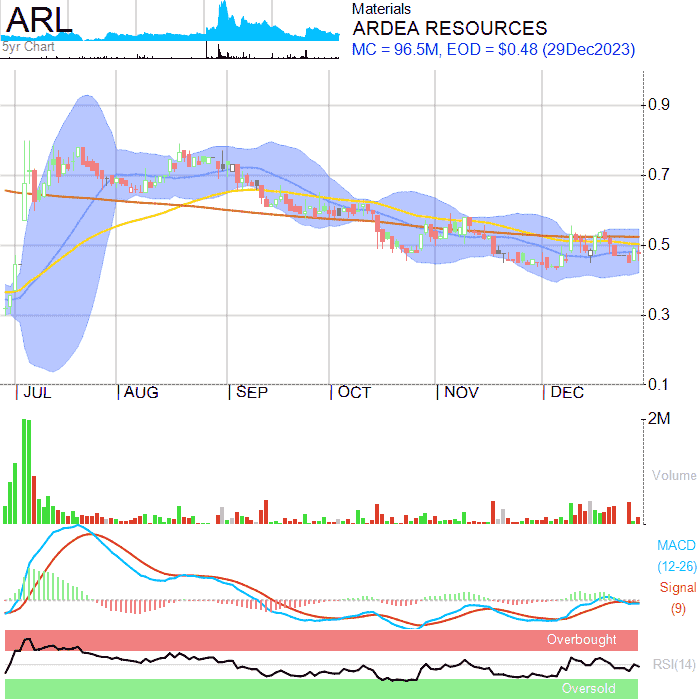 ARL
5yr Chart
Materials
ARDEA RESOURCES
MC = 96.5M, EOD = $0.48 (29Dec2023)
0.9
0.7
0.5
0.3
0.1
JUL AUG SEP OCT NOV DEC
2M
Volume
MACD
(12-26)
Signal
(9)
Overbought
RSI(14)
Oversold